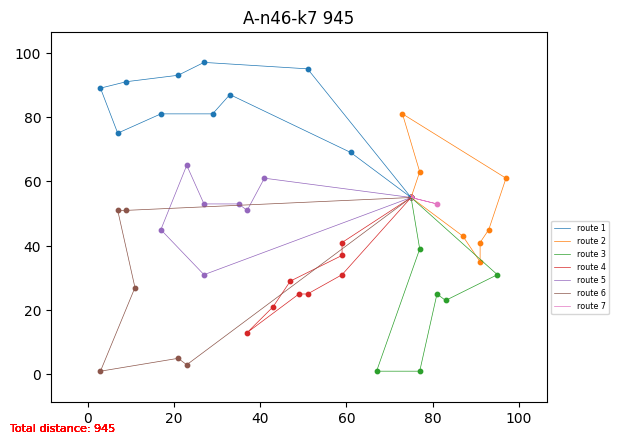 A-n46-k7 945
100
80
60
40
20
0
0 20 40 60 80 100
route 1
route 2
route 3
route 4
route 5
route 6
route 7
Total distance: 945